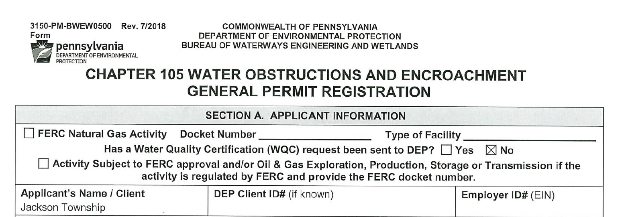 3150-PM-BWEW0500 Rev. 7/2018
Form
pennsylvania
DEPARTMENT OF ENVIRONMENTAL
PROTECTION
COMMONWEALTH OF PENNSYLVANIA
DEPARTMENT OF ENVIRONMENTAL PROTECTION
BUREAU OF WATERWAYS ENGINEERING AND WETLANDS
CHAPTER 105 WATER OBSTRUCTIONS AND ENCROACHMENT
GENERAL PERMIT REGISTRATION
SECTION A. APPLICANT INFORMATION
☐ FERC Natural Gas Activity Docket Number ____________ Type of Facility ____________
Has a Water Quality Certification (WQC) request been sent to DEP? ☐ Yes ☒ No
☐ Activity Subject to FERC approval and/or Oil & Gas Exploration, Production, Storage or Transmission if the
activity is regulated by FERC and provide the FERC docket number.
Applicant's Name / Client DEP Client ID# (if known) Employer ID# (EIN)
Jackson Township